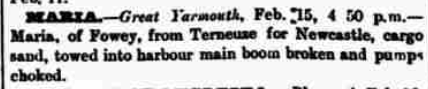 MARIA.—Great Yarmouth, Feb. 15, 4 50 p.m.—
Maria, of Fowey, from Terneuse for Newcastle, cargo
sand, towed into harbour main boom broken and pumps
choked.